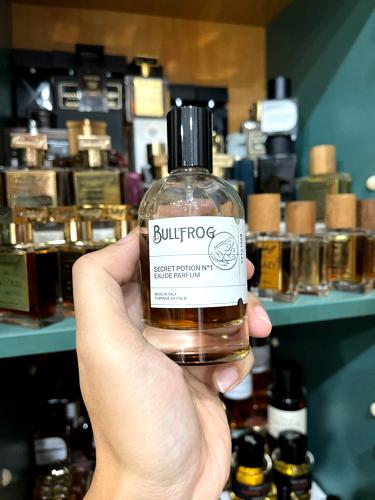 BULLFROG
SECRET POTION N°1
EAU DE PARFUM
MADE IN ITALY
FABRIQUÉ EN ITALIE